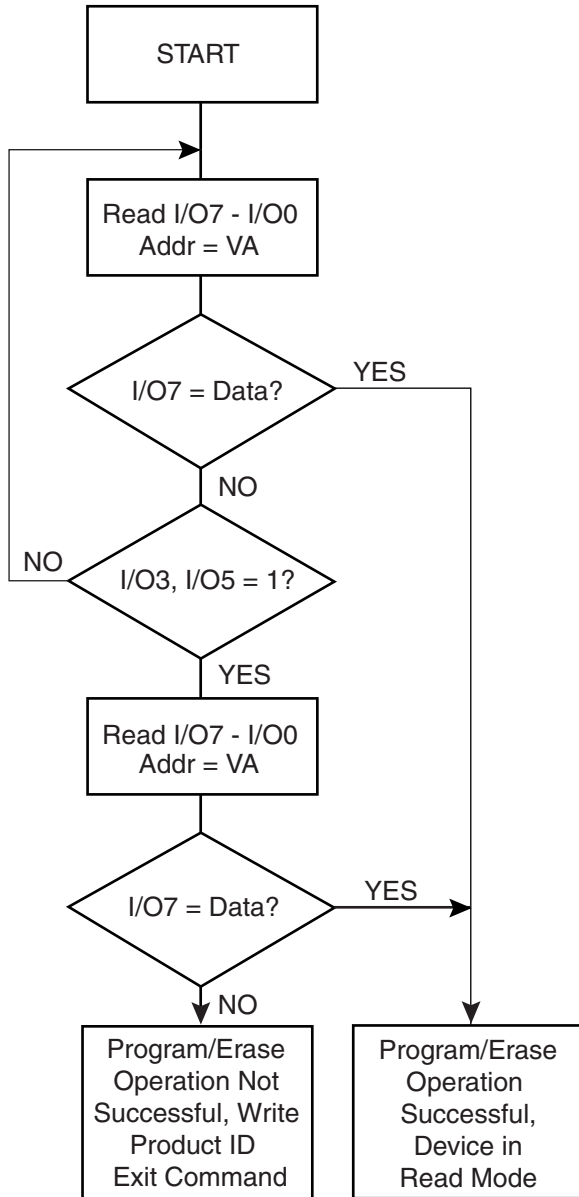 START
Read I/O7 - I/O0
Addr = VA
I/O7 = Data?
YES
NO
I/O3, I/O5 = 1?
NO
YES
Read I/O7 - I/O0
Addr = VA
I/O7 = Data?
YES
NO
Program/Erase
Operation Not
Successful, Write
Product ID
Exit Command
Program/Erase
Operation
Successful,
Device in
Read Mode